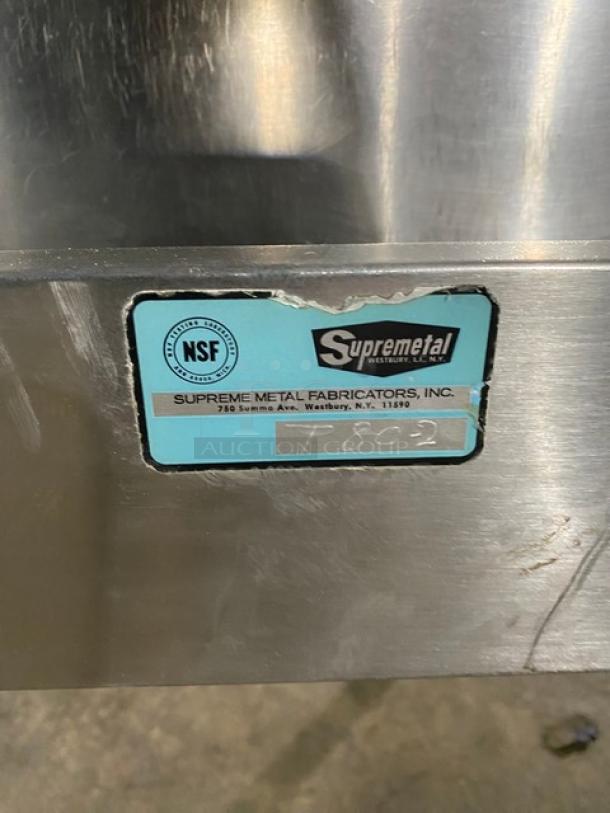 NSF TESTING LABORATORY
NSF
ANN ARBOR, MICH.
Supremetal
WESTBURY, L.I., N.Y.
SUPREME METAL FABRICATORS, INC.
750 Summa Ave. Westbury, N.Y. 11590
AUCTION GROUP